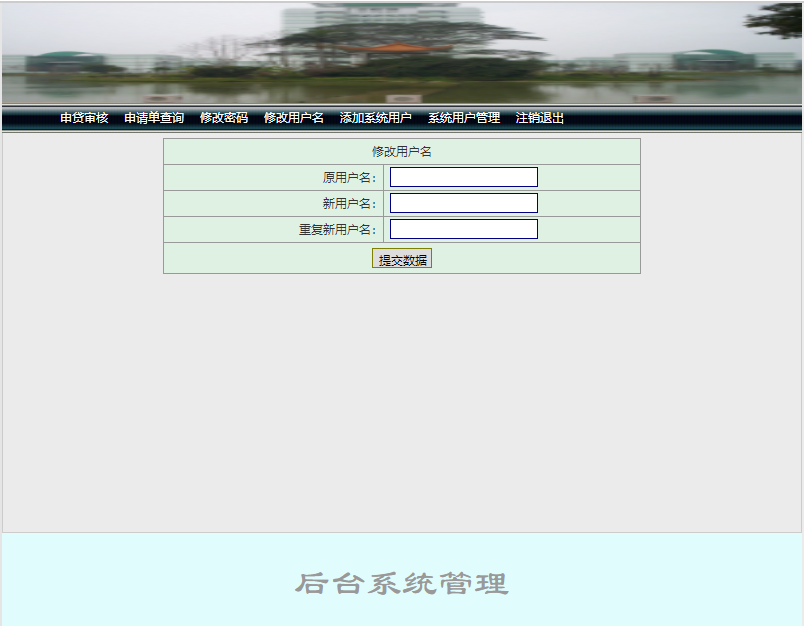 申贷审核 申请单查询 修改密码 修改用户名 添加系统用户 系统用户管理 注销退出
修改用户名
原用户名：
新用户名：
重复新用户名：
提交数据
后台系统管理